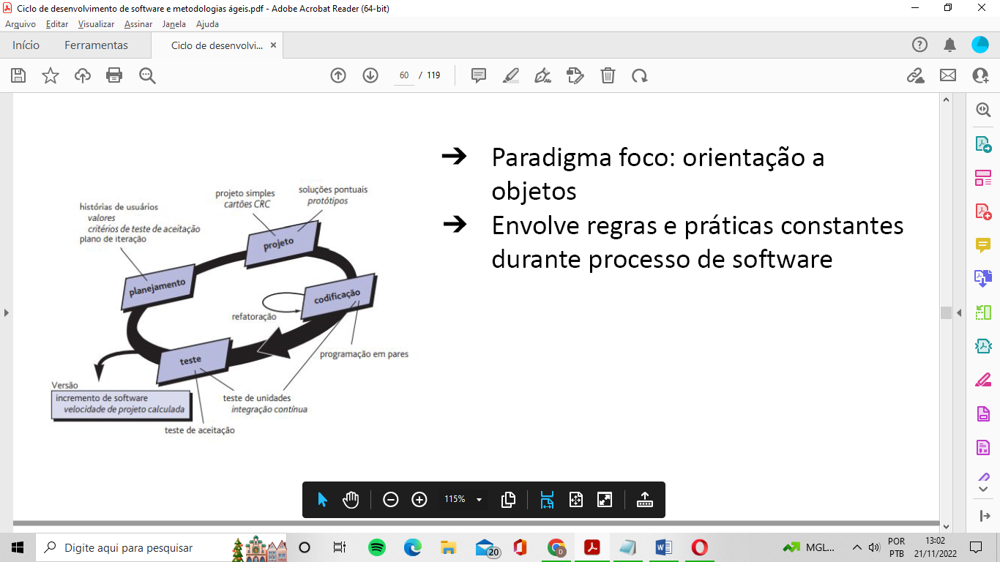 Ciclo de desenvolvimento de software e metodologias ágeis.pdf - Adobe Acrobat Reader (64-bit)
Arquivo Editar Visualizar Assinar Janela Ajuda
Início Ferramentas Ciclo de desenvolvi...
60 / 119
➔ Paradigma foco: orientação a
objetos
➔ Envolve regras e práticas constantes
durante processo de software
histórias de usuários
valores
critérios de teste de aceitação
plano de iteração
projeto simples
cartões CRC
soluções pontuais
protótipos
projeto
planejamento
codificação
refatoração
programação em pares
teste
teste de unidades
integração contínua
teste de aceitação
Versão
incremento de software
velocidade de projeto calculada
115%
Digite aqui para pesquisar
20
D
MGL...
POR
PTB
13:02
21/11/2022